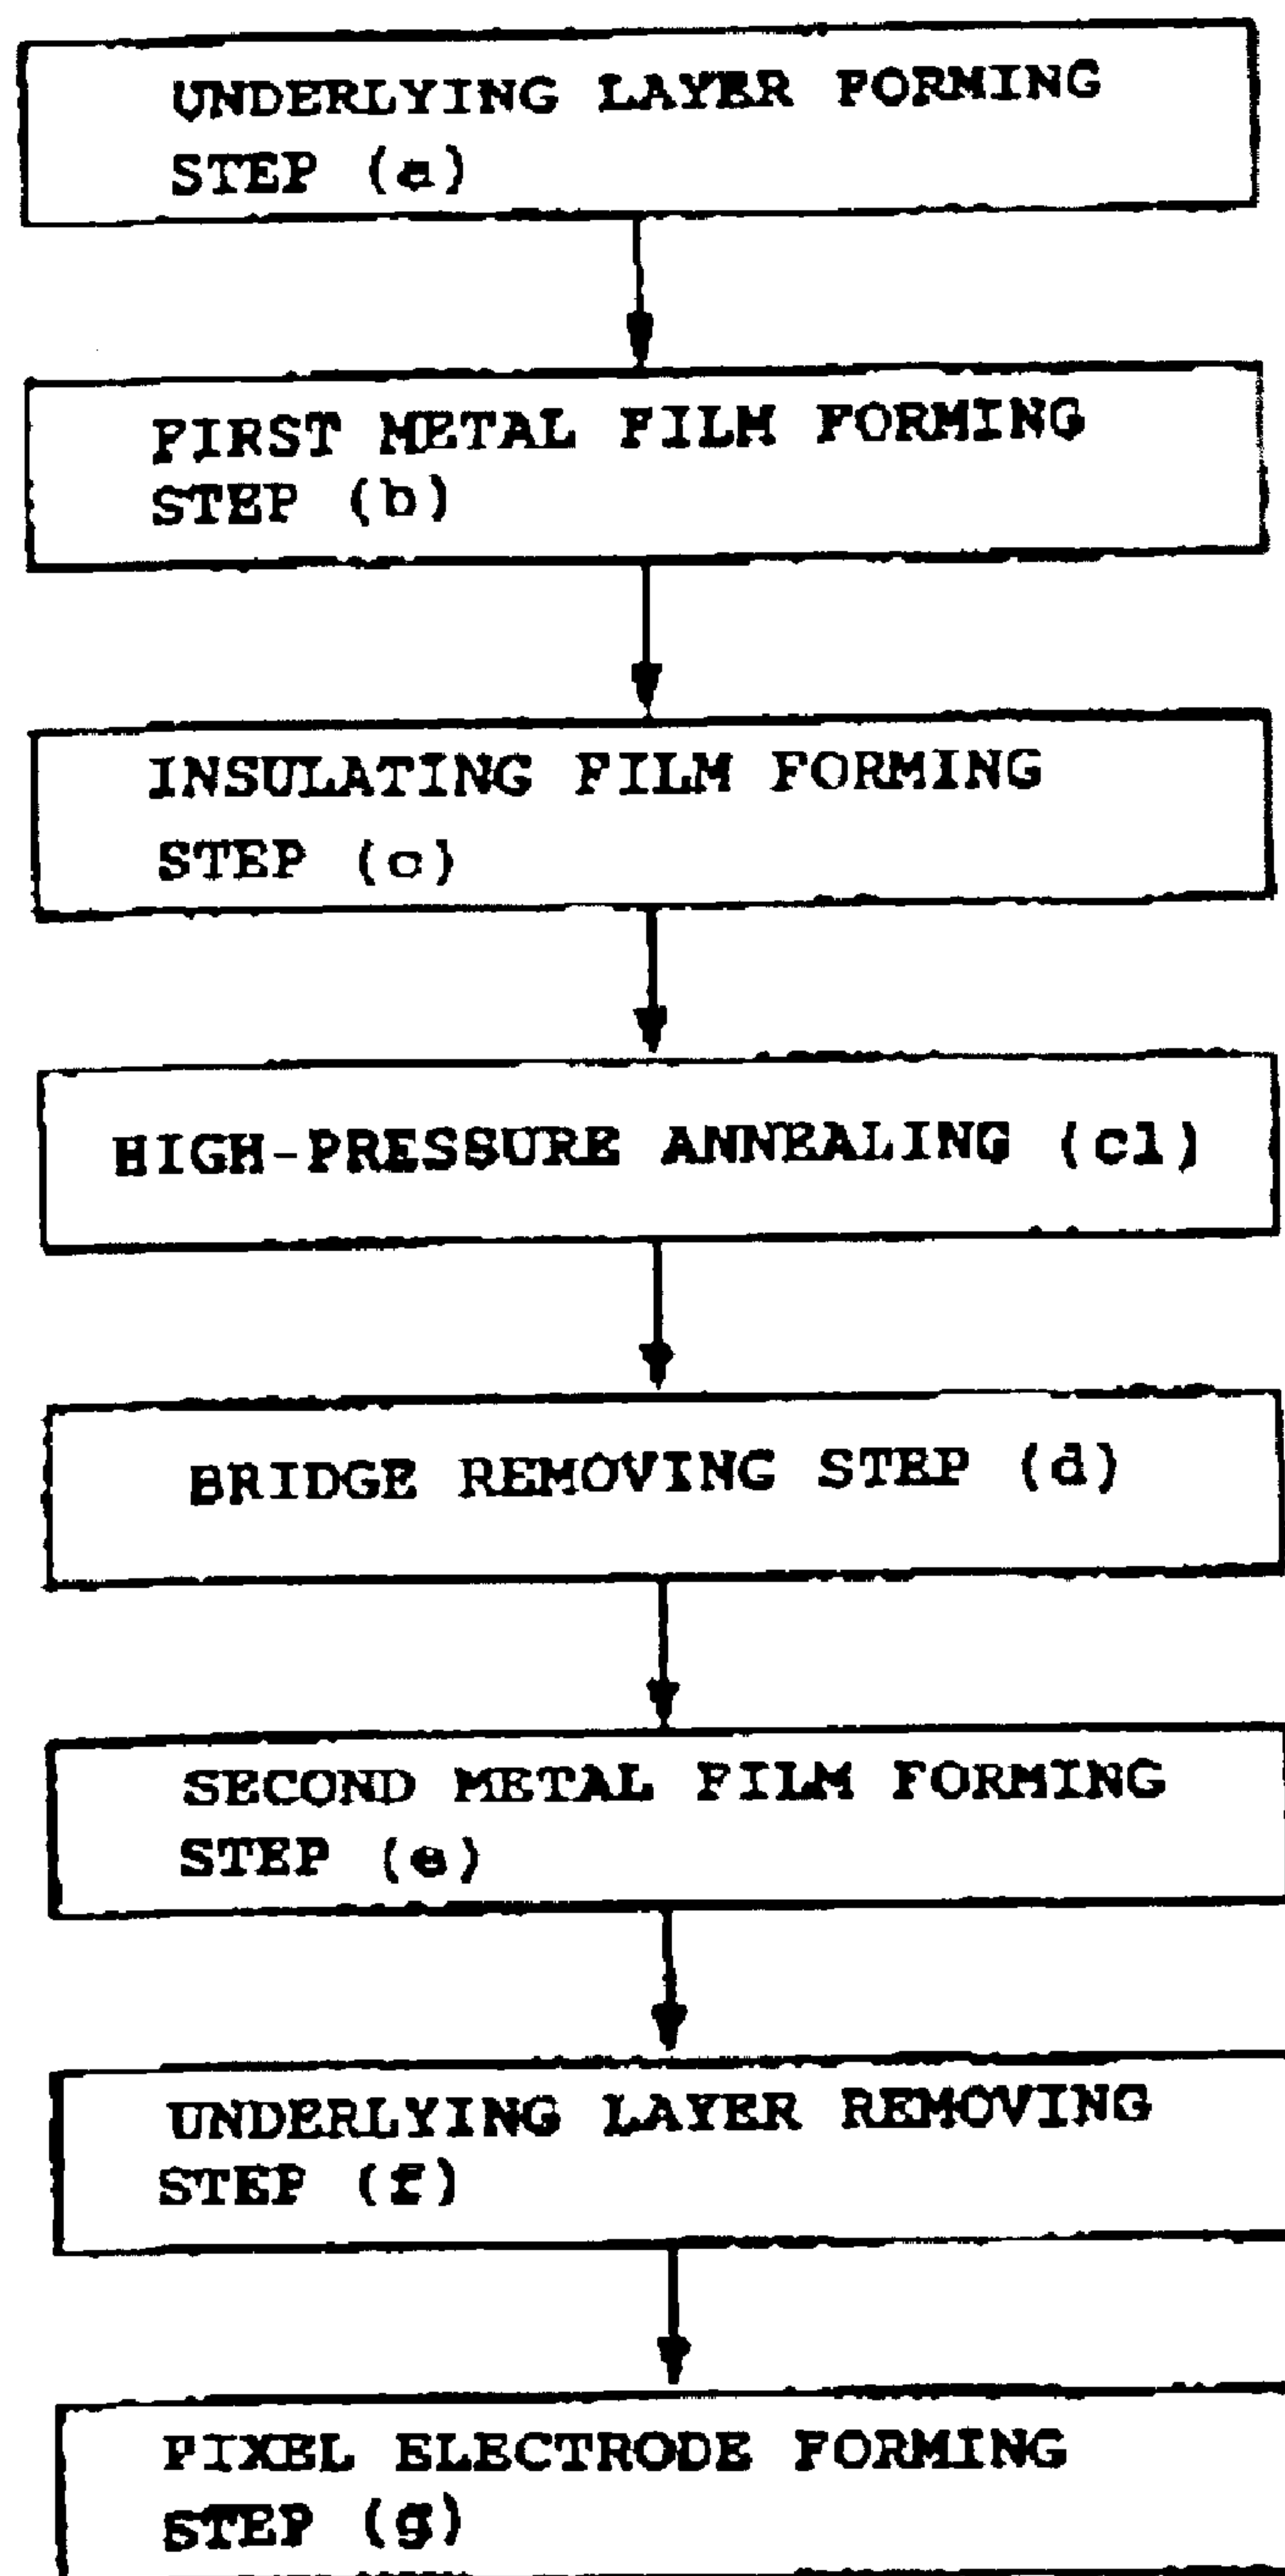 UNDERLYING LAYER FORMING
STEP (a)
FIRST METAL FILM FORMING
STEP (b)
INSULATING FILM FORMING
STEP (c)
HIGH-PRESSURE ANNEALING (c1)
BRIDGE REMOVING STEP (d)
SECOND METAL FILM FORMING
STEP (e)
UNDERLYING LAYER REMOVING
STEP (f)
PIXEL ELECTRODE FORMING
STEP (g)